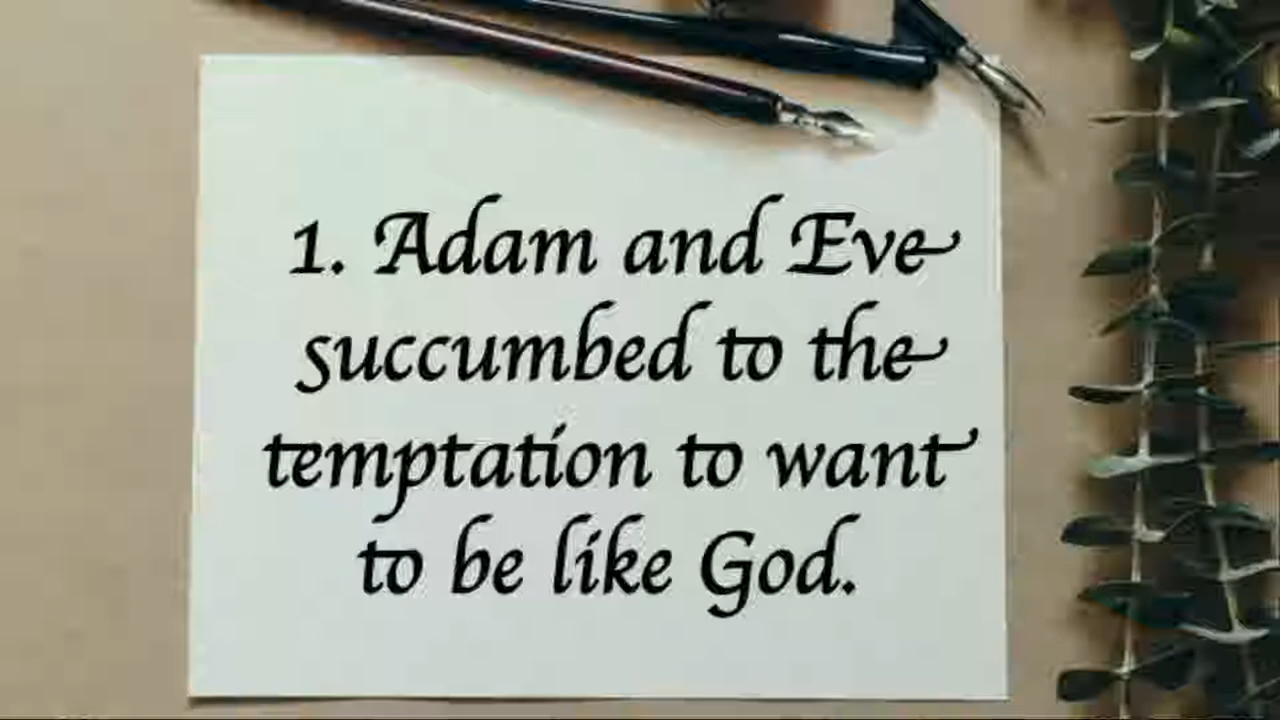 1. Adam and Eve
succumbed to the
temptation to want
to be like God.